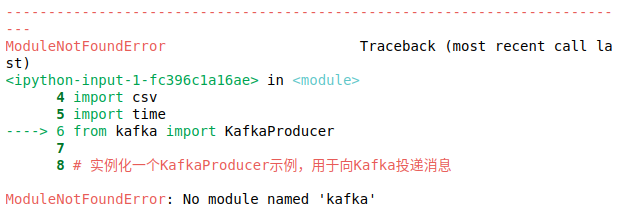 ---------------------------------------------------------------------------
ModuleNotFoundError                       Traceback (most recent call la
st)
<ipython-input-1-fc396c1a16ae> in <module>
      4 import csv
      5 import time
----> 6 from kafka import KafkaProducer
      7
      8 # 实例化一个KafkaProducer示例，用于向Kafka投递消息
ModuleNotFoundError: No module named 'kafka'